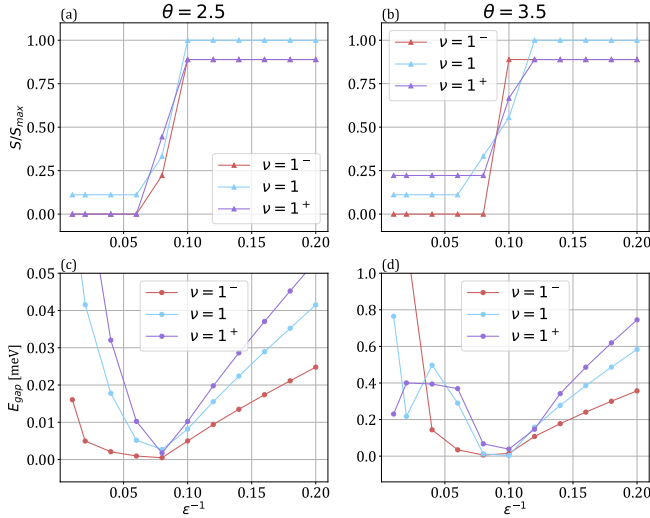 (a) θ = 2.5
(b) θ = 3.5
S/S_max
1.00
0.75
0.50
0.25
0.00
ν = 1⁻
ν = 1
ν = 1⁺
0.05 0.10 0.15 0.20
1.00
0.75
0.50
0.25
0.00
ν = 1⁻
ν = 1
ν = 1⁺
0.05 0.10 0.15 0.20
(c)
E_gap [meV]
0.05
0.04
0.03
0.02
0.01
0.00
ν = 1⁻
ν = 1
ν = 1⁺
0.05 0.10 0.15 0.20
ε⁻¹
(d)
1.0
0.8
0.6
0.4
0.2
0.0
ν = 1⁻
ν = 1
ν = 1⁺
0.05 0.10 0.15 0.20
ε⁻¹